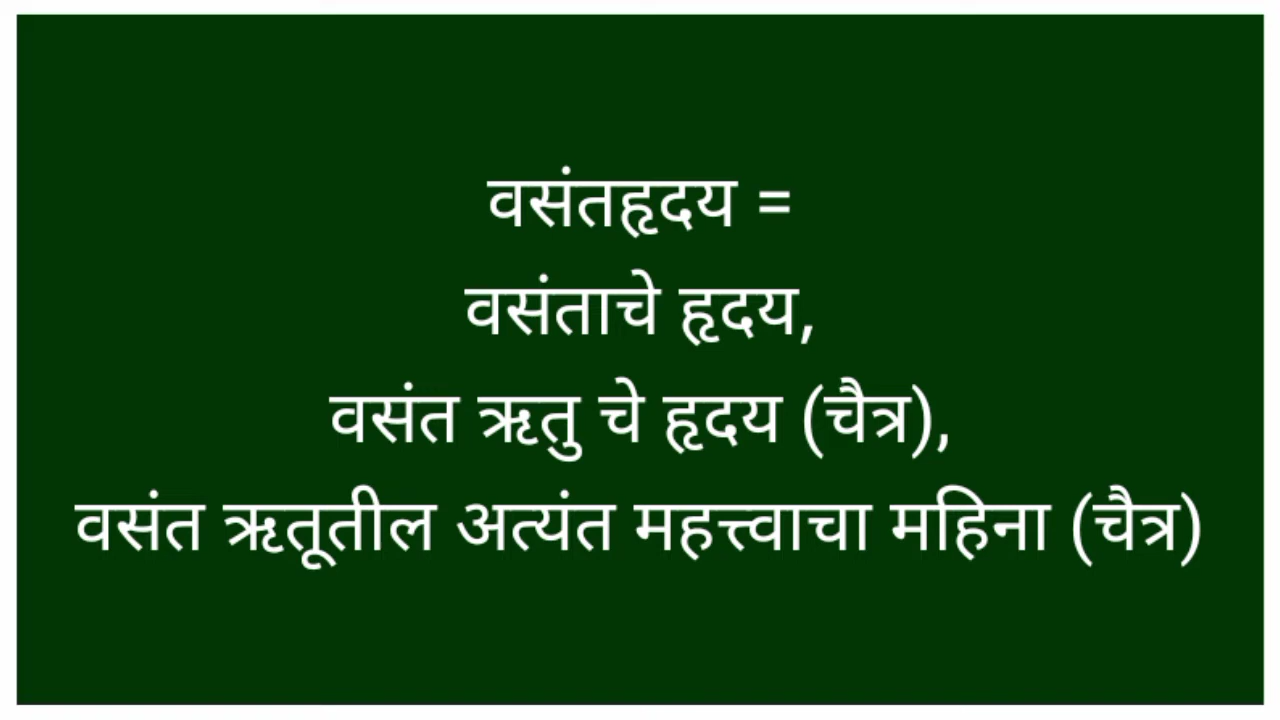 वसंतहृदय =
वसंताचे हृदय,
वसंत ऋतु चे हृदय (चैत्र),
वसंत ऋतूतील अत्यंत महत्त्वाचा महिना (चैत्र)